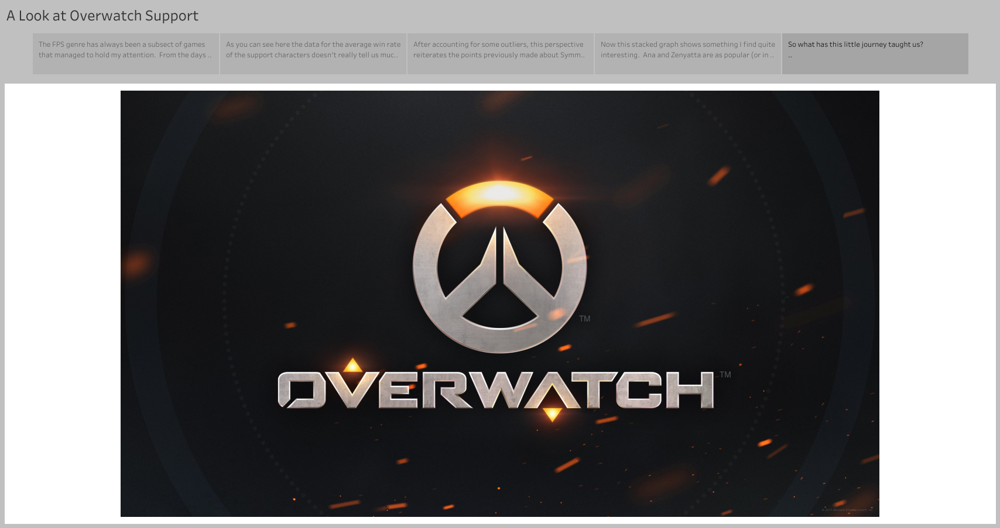 A Look at Overwatch Support
The FPS genre has always been a subsect of games
that managed to hold my attention.  From the days ..
As you can see here the data for the average win rate
of the support characters doesn't really tell us muc..
After accounting for some outliers, this perspective
reiterates the points previously made about Symm..
Now this stacked graph shows something I find quite
interesting.  Ana and Zenyatta are as popular (or in ..
So what has this little journey taught us?
..
TM
OVERWATCH TM